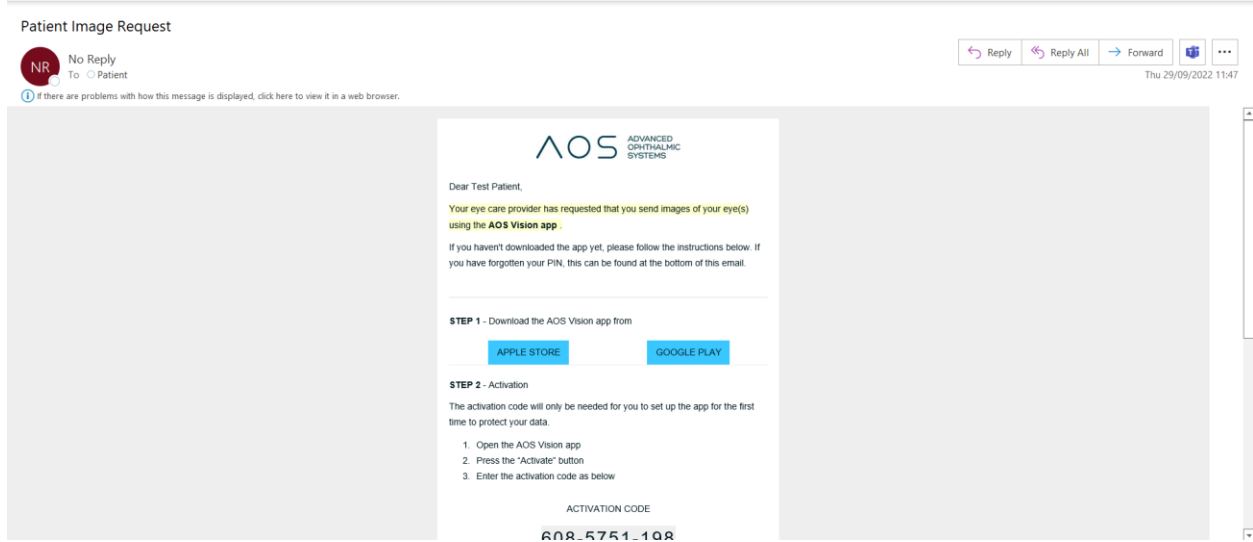 Patient Image Request
NR
No Reply
To Patient
Reply
Reply All
Forward
Thu 29/09/2022 11:47
If there are problems with how this message is displayed, click here to view it in a web browser.
AOS ADVANCED
OPHTHALMIC
SYSTEMS
Dear Test Patient,
Your eye care provider has requested that you send images of your eye(s)
using the AOS Vision app .
If you haven't downloaded the app yet, please follow the instructions below. If
you have forgotten your PIN, this can be found at the bottom of this email.
STEP 1 - Download the AOS Vision app from
APPLE STORE
GOOGLE PLAY
STEP 2 - Activation
The activation code will only be needed for you to set up the app for the first
time to protect your data.
1. Open the AOS Vision app
2. Press the "Activate" button
3. Enter the activation code as below
ACTIVATION CODE
608-5751-198